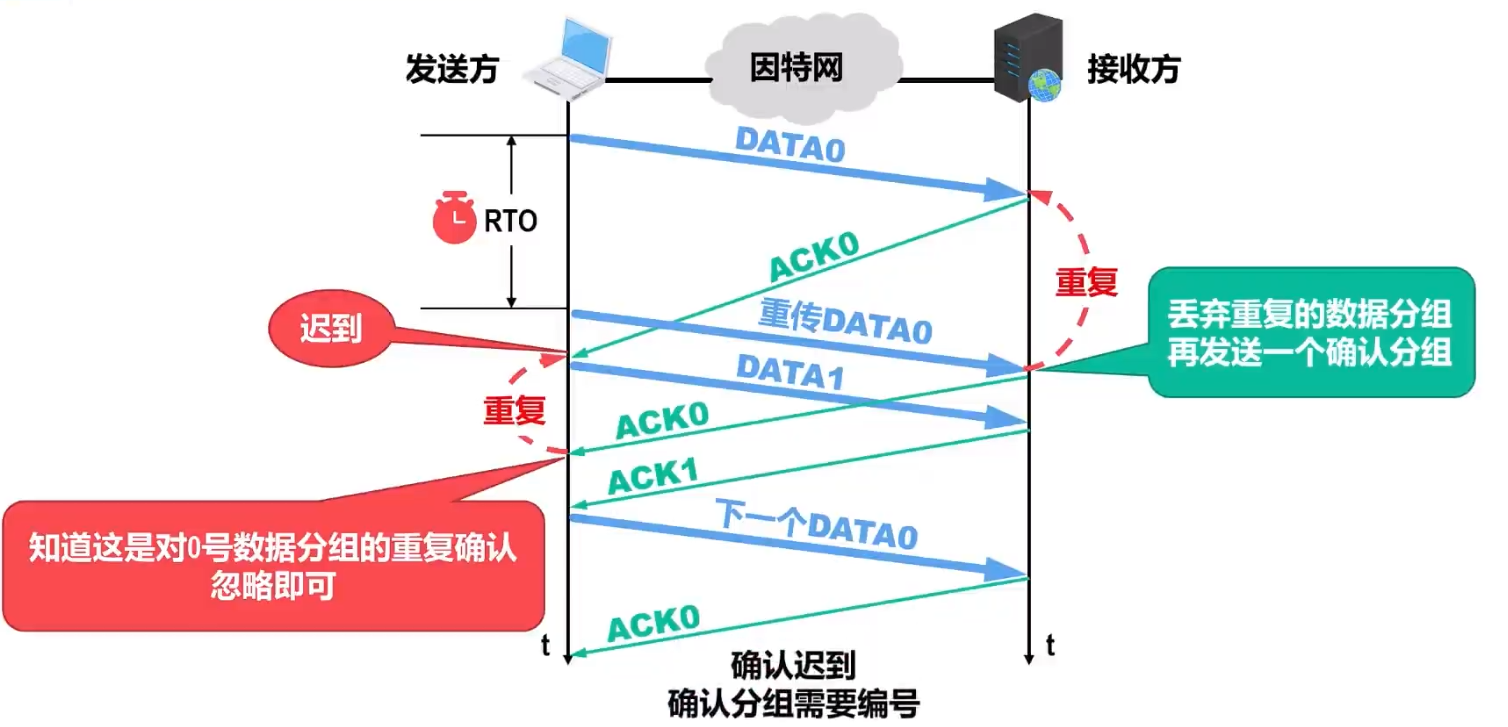 发送方
因特网
接收方
DATA0
RTO
ACK0
重复
迟到
重传DATA0
丢弃重复的数据分组
再发送一个确认分组
DATA1
重复
ACK0
ACK1
下一个DATA0
知道这是对0号数据分组的重复确认
忽略即可
ACK0
t
t
确认迟到
确认分组需要编号